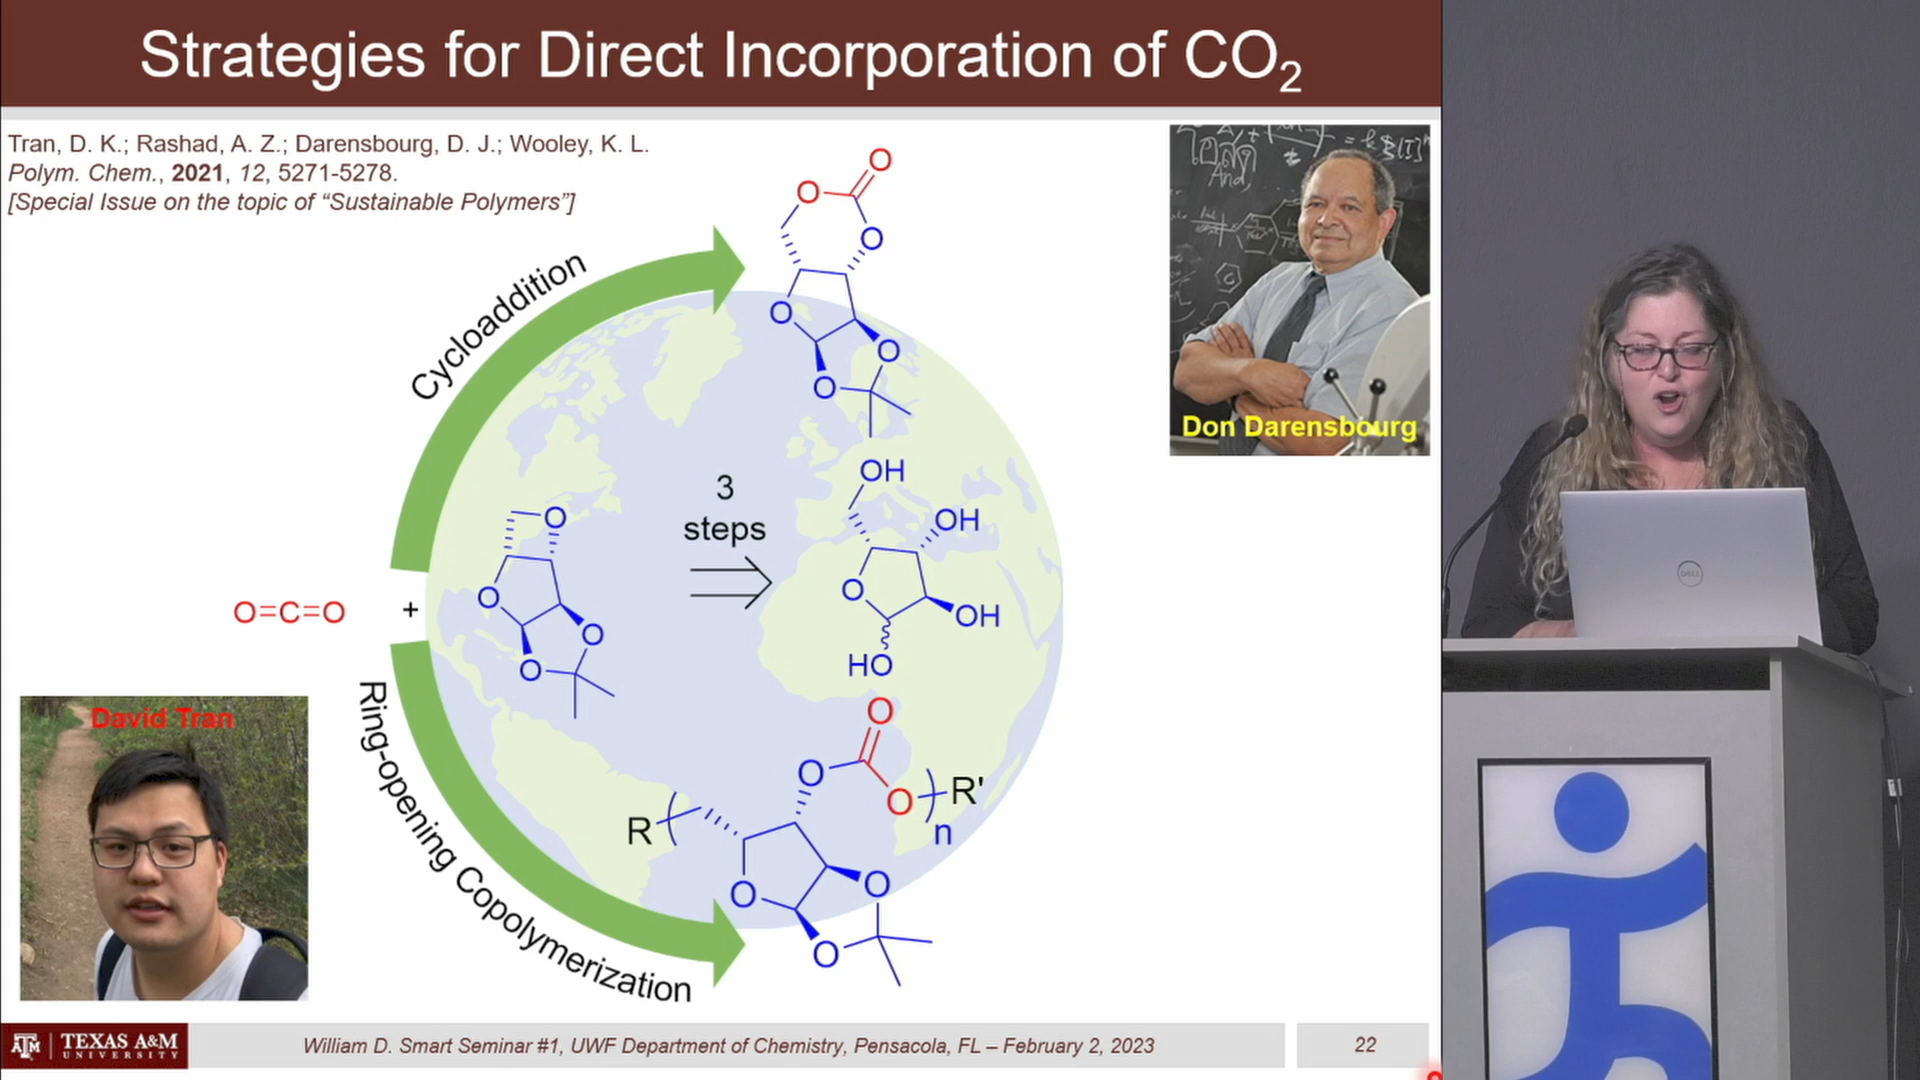 Strategies for Direct Incorporation of CO2
Tran, D. K.; Rashad, A. Z.; Darensbourg, D. J.; Wooley, K. L.
Polym. Chem., 2021, 12, 5271-5278.
[Special Issue on the topic of “Sustainable Polymers”]
Don Darensbourg
Cycloaddition
O
O
O
O
O
O
3
steps
OH
OH
O
OH
HO
O
O
O
O
O=C=O
+
David Tran
Ring-opening Copolymerization
O
O
O
R
R'
n
O
O
O
ATM
TEXAS A&M
UNIVERSITY
William D. Smart Seminar #1, UWF Department of Chemistry, Pensacola, FL – February 2, 2023
22
DELL